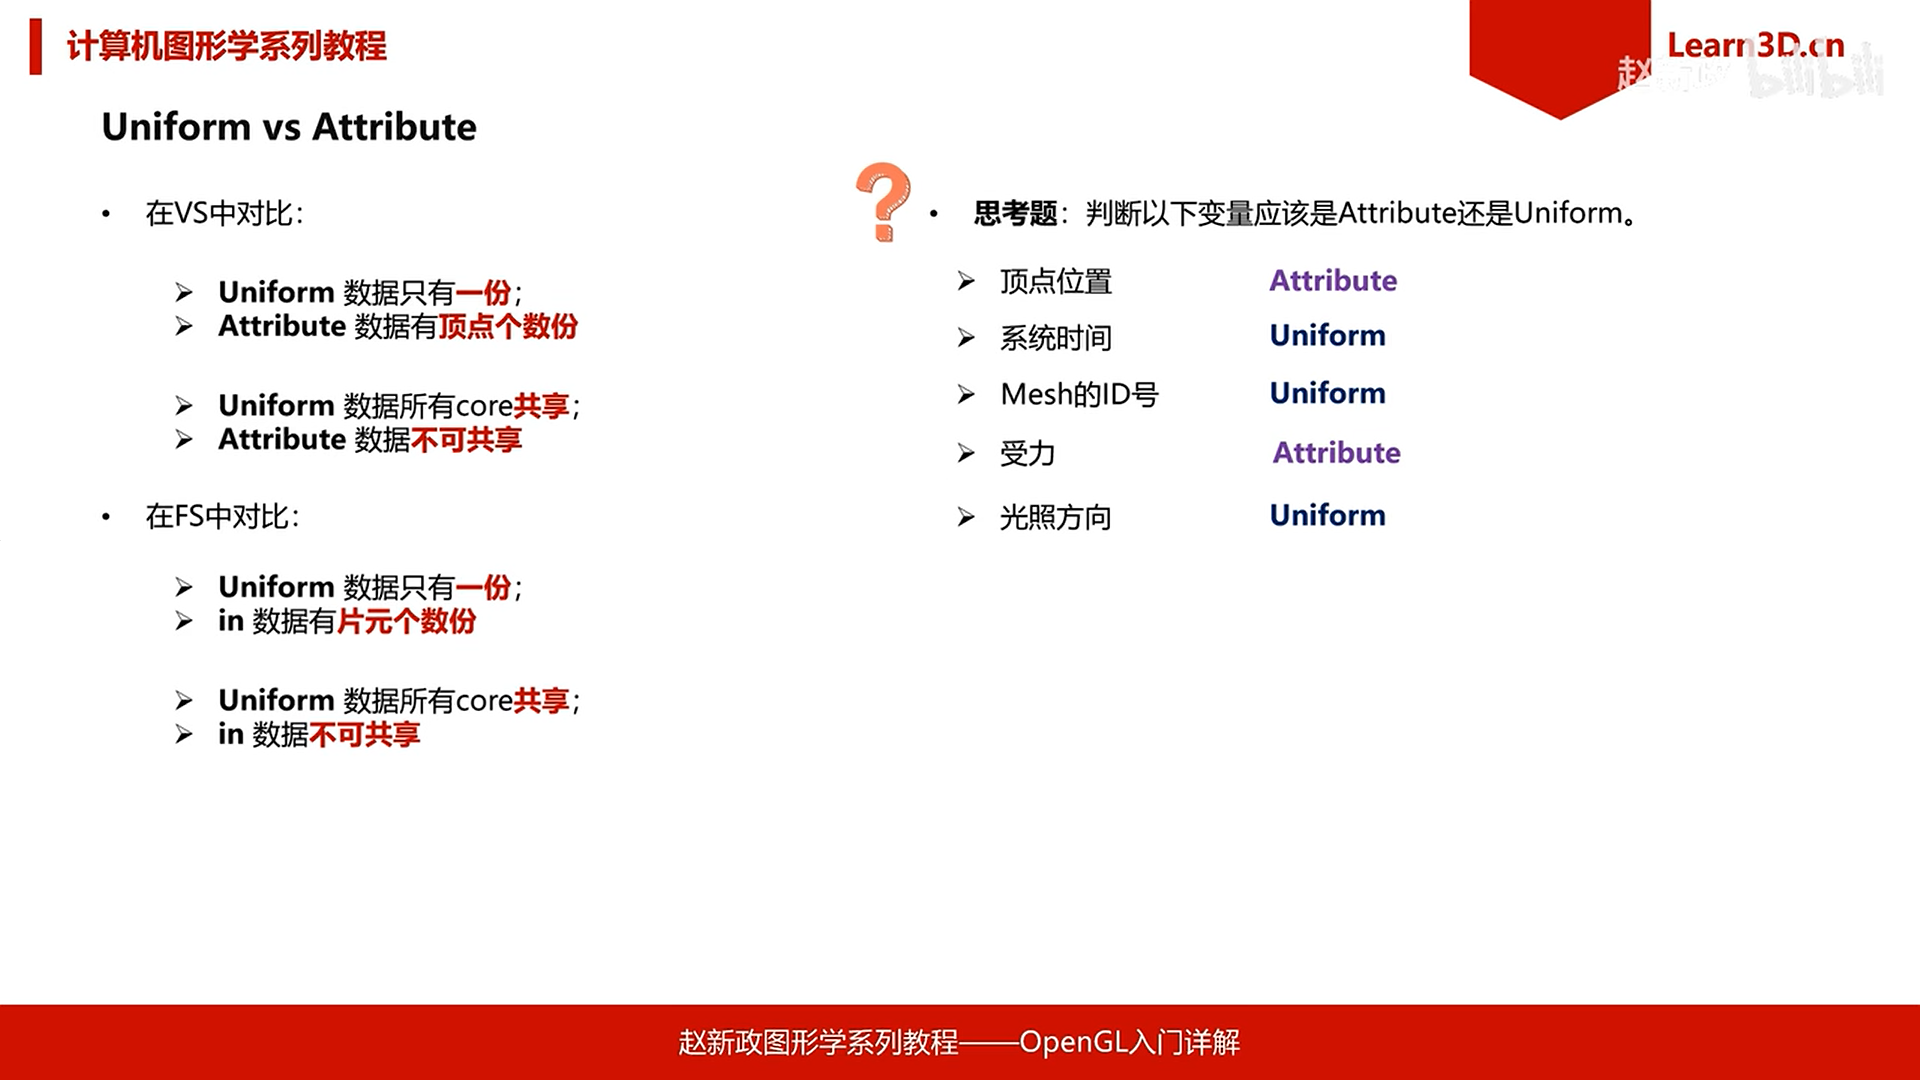 计算机图形学系列教程
Learn3D.cn
Uniform vs Attribute
• 在VS中对比：
➢ Uniform 数据只有一份；
➢ Attribute 数据有顶点个数份
➢ Uniform 数据所有core共享；
➢ Attribute 数据不可共享
• 在FS中对比：
➢ Uniform 数据只有一份；
➢ in 数据有片元个数份
➢ Uniform 数据所有core共享；
➢ in 数据不可共享
• 思考题：判断以下变量应该是Attribute还是Uniform。
➢ 顶点位置 Attribute
➢ 系统时间 Uniform
➢ Mesh的ID号 Uniform
➢ 受力 Attribute
➢ 光照方向 Uniform
赵新政图形学系列教程——OpenGL入门详解
bilibili